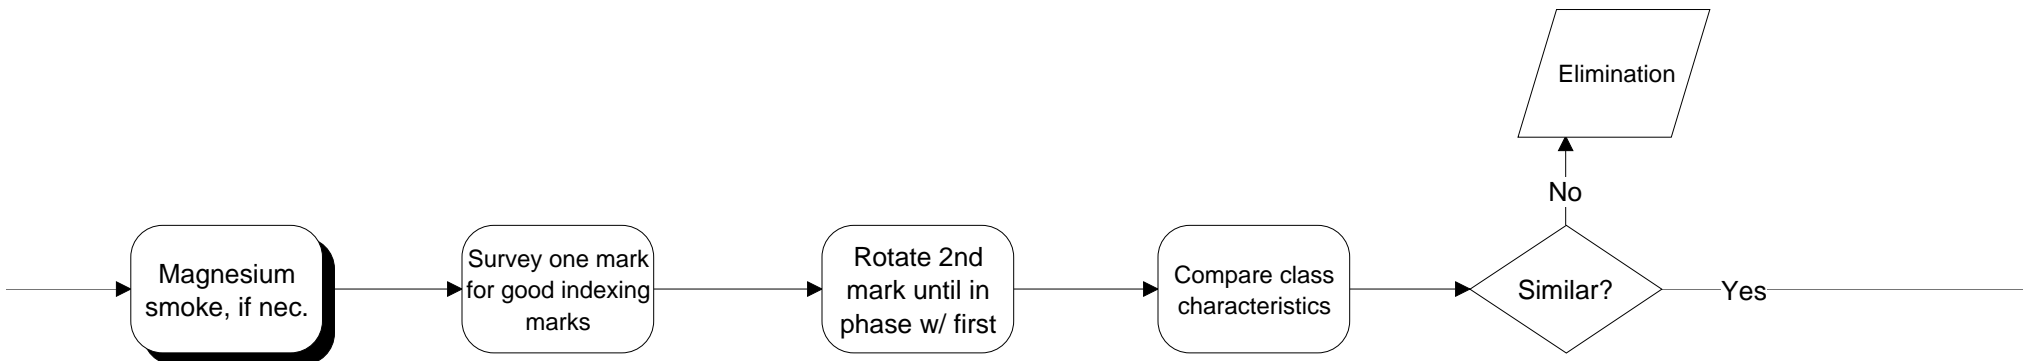 Elimination
No
Magnesium
smoke, if nec.
Survey one mark
for good indexing
marks
Rotate 2nd
mark until in
phase w/ first
Compare class
characteristics
Similar?
Yes